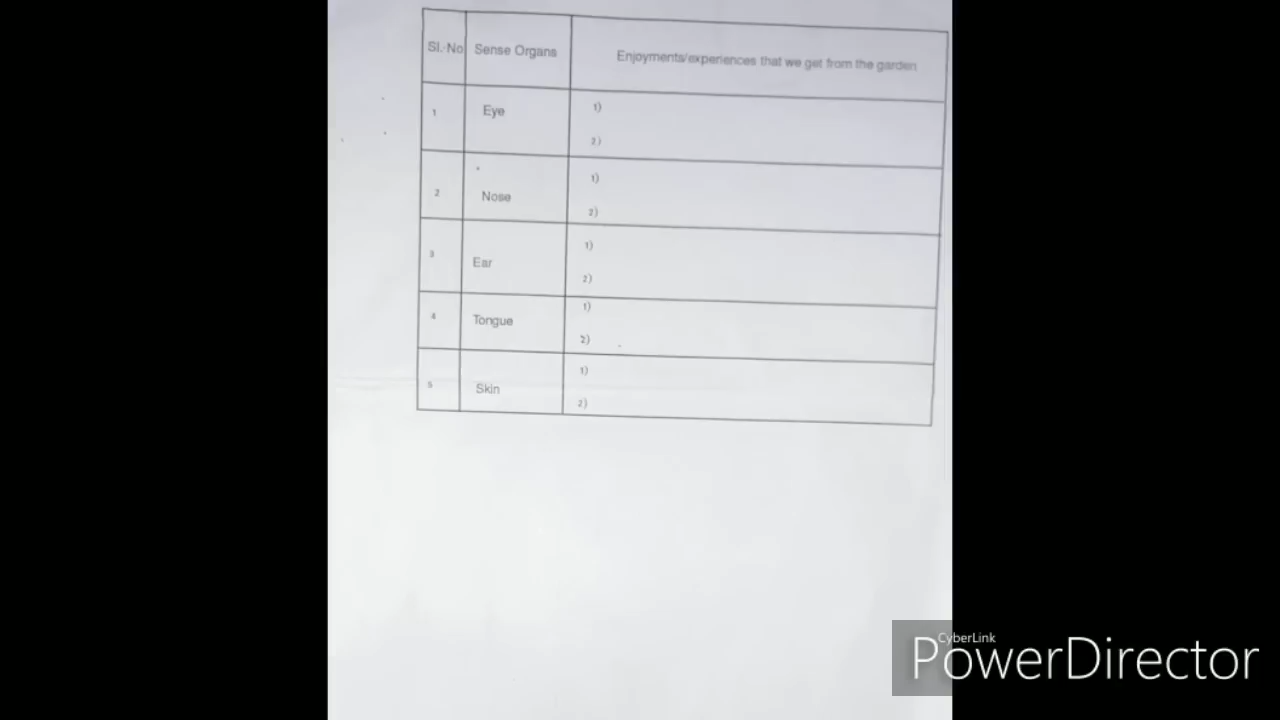 Sl.No Sense Organs Enjoyments/experiences that we get from the garden
1 Eye 1)
2)
2 Nose 1)
2)
3 Ear 1)
2)
4 Tongue 1)
2)
5 Skin 1)
2)
CyberLink
PowerDirector